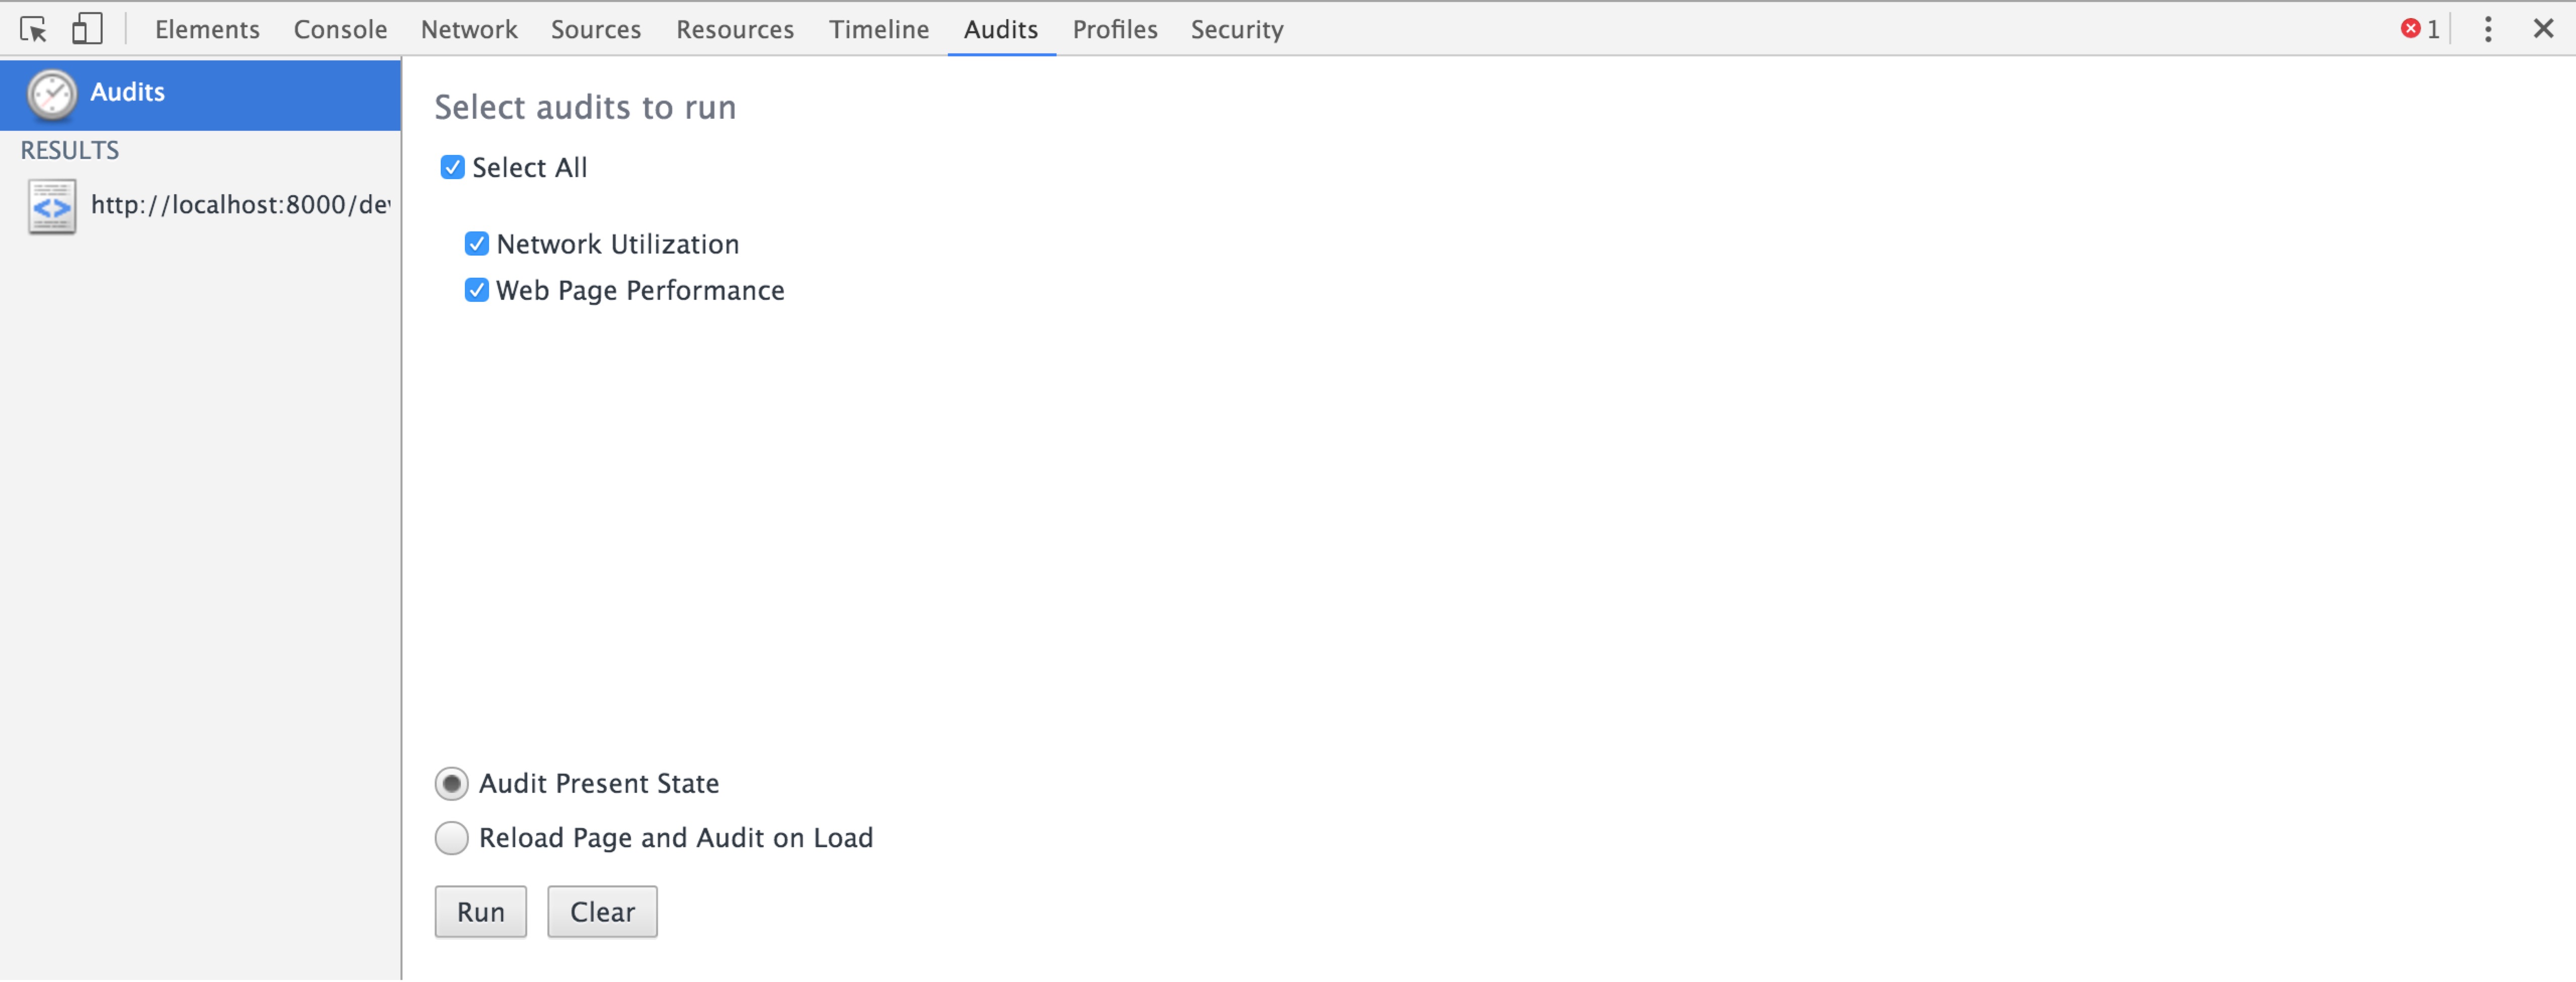 Elements Console Network Sources Resources Timeline Audits Profiles Security 1
Audits
RESULTS
http://localhost:8000/de
Select audits to run
Select All
Network Utilization
Web Page Performance
Audit Present State
Reload Page and Audit on Load
Run Clear